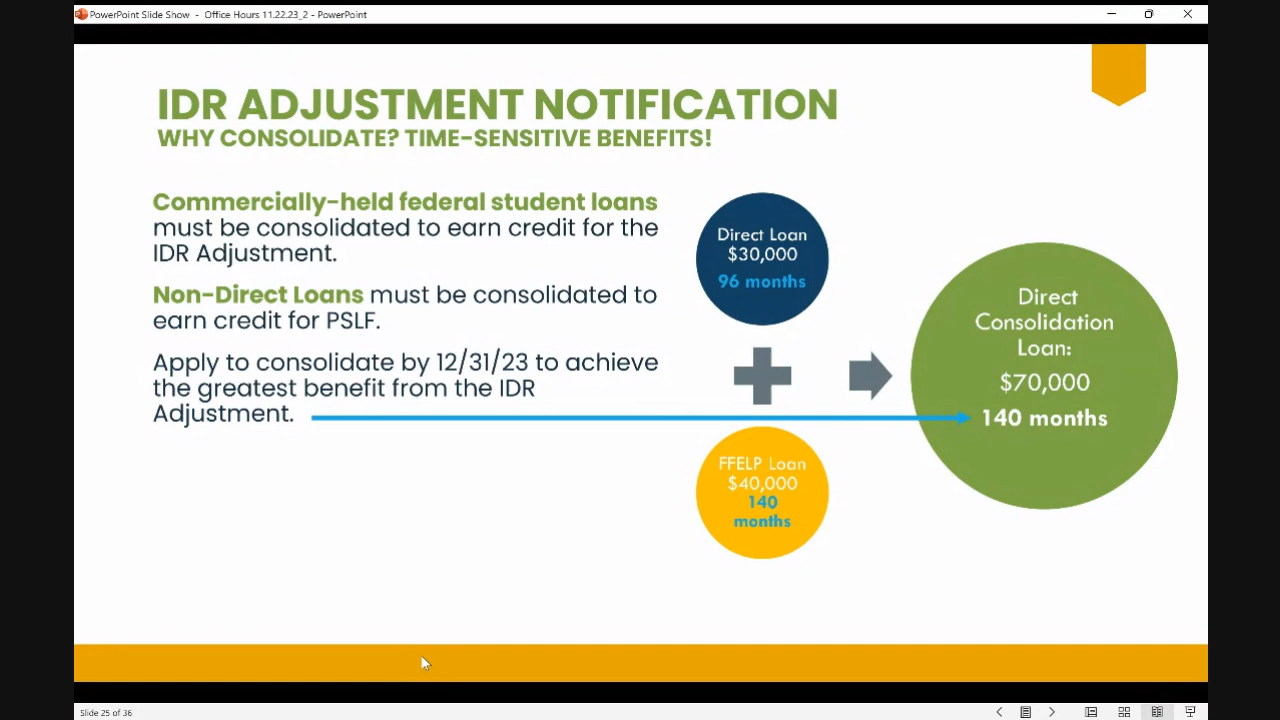 PowerPoint Slide Show - Office Hours 11.22.23_2 - PowerPoint
IDR ADJUSTMENT NOTIFICATION
WHY CONSOLIDATE? TIME-SENSITIVE BENEFITS!
Commercially-held federal student loans
must be consolidated to earn credit for the
IDR Adjustment.
Non-Direct Loans must be consolidated to
earn credit for PSLF.
Apply to consolidate by 12/31/23 to achieve
the greatest benefit from the IDR
Adjustment.
Direct Loan
$30,000
96 months
FFELP Loan
$40,000
140
months
Direct
Consolidation
Loan:
$70,000
140 months
Slide 25 of 36